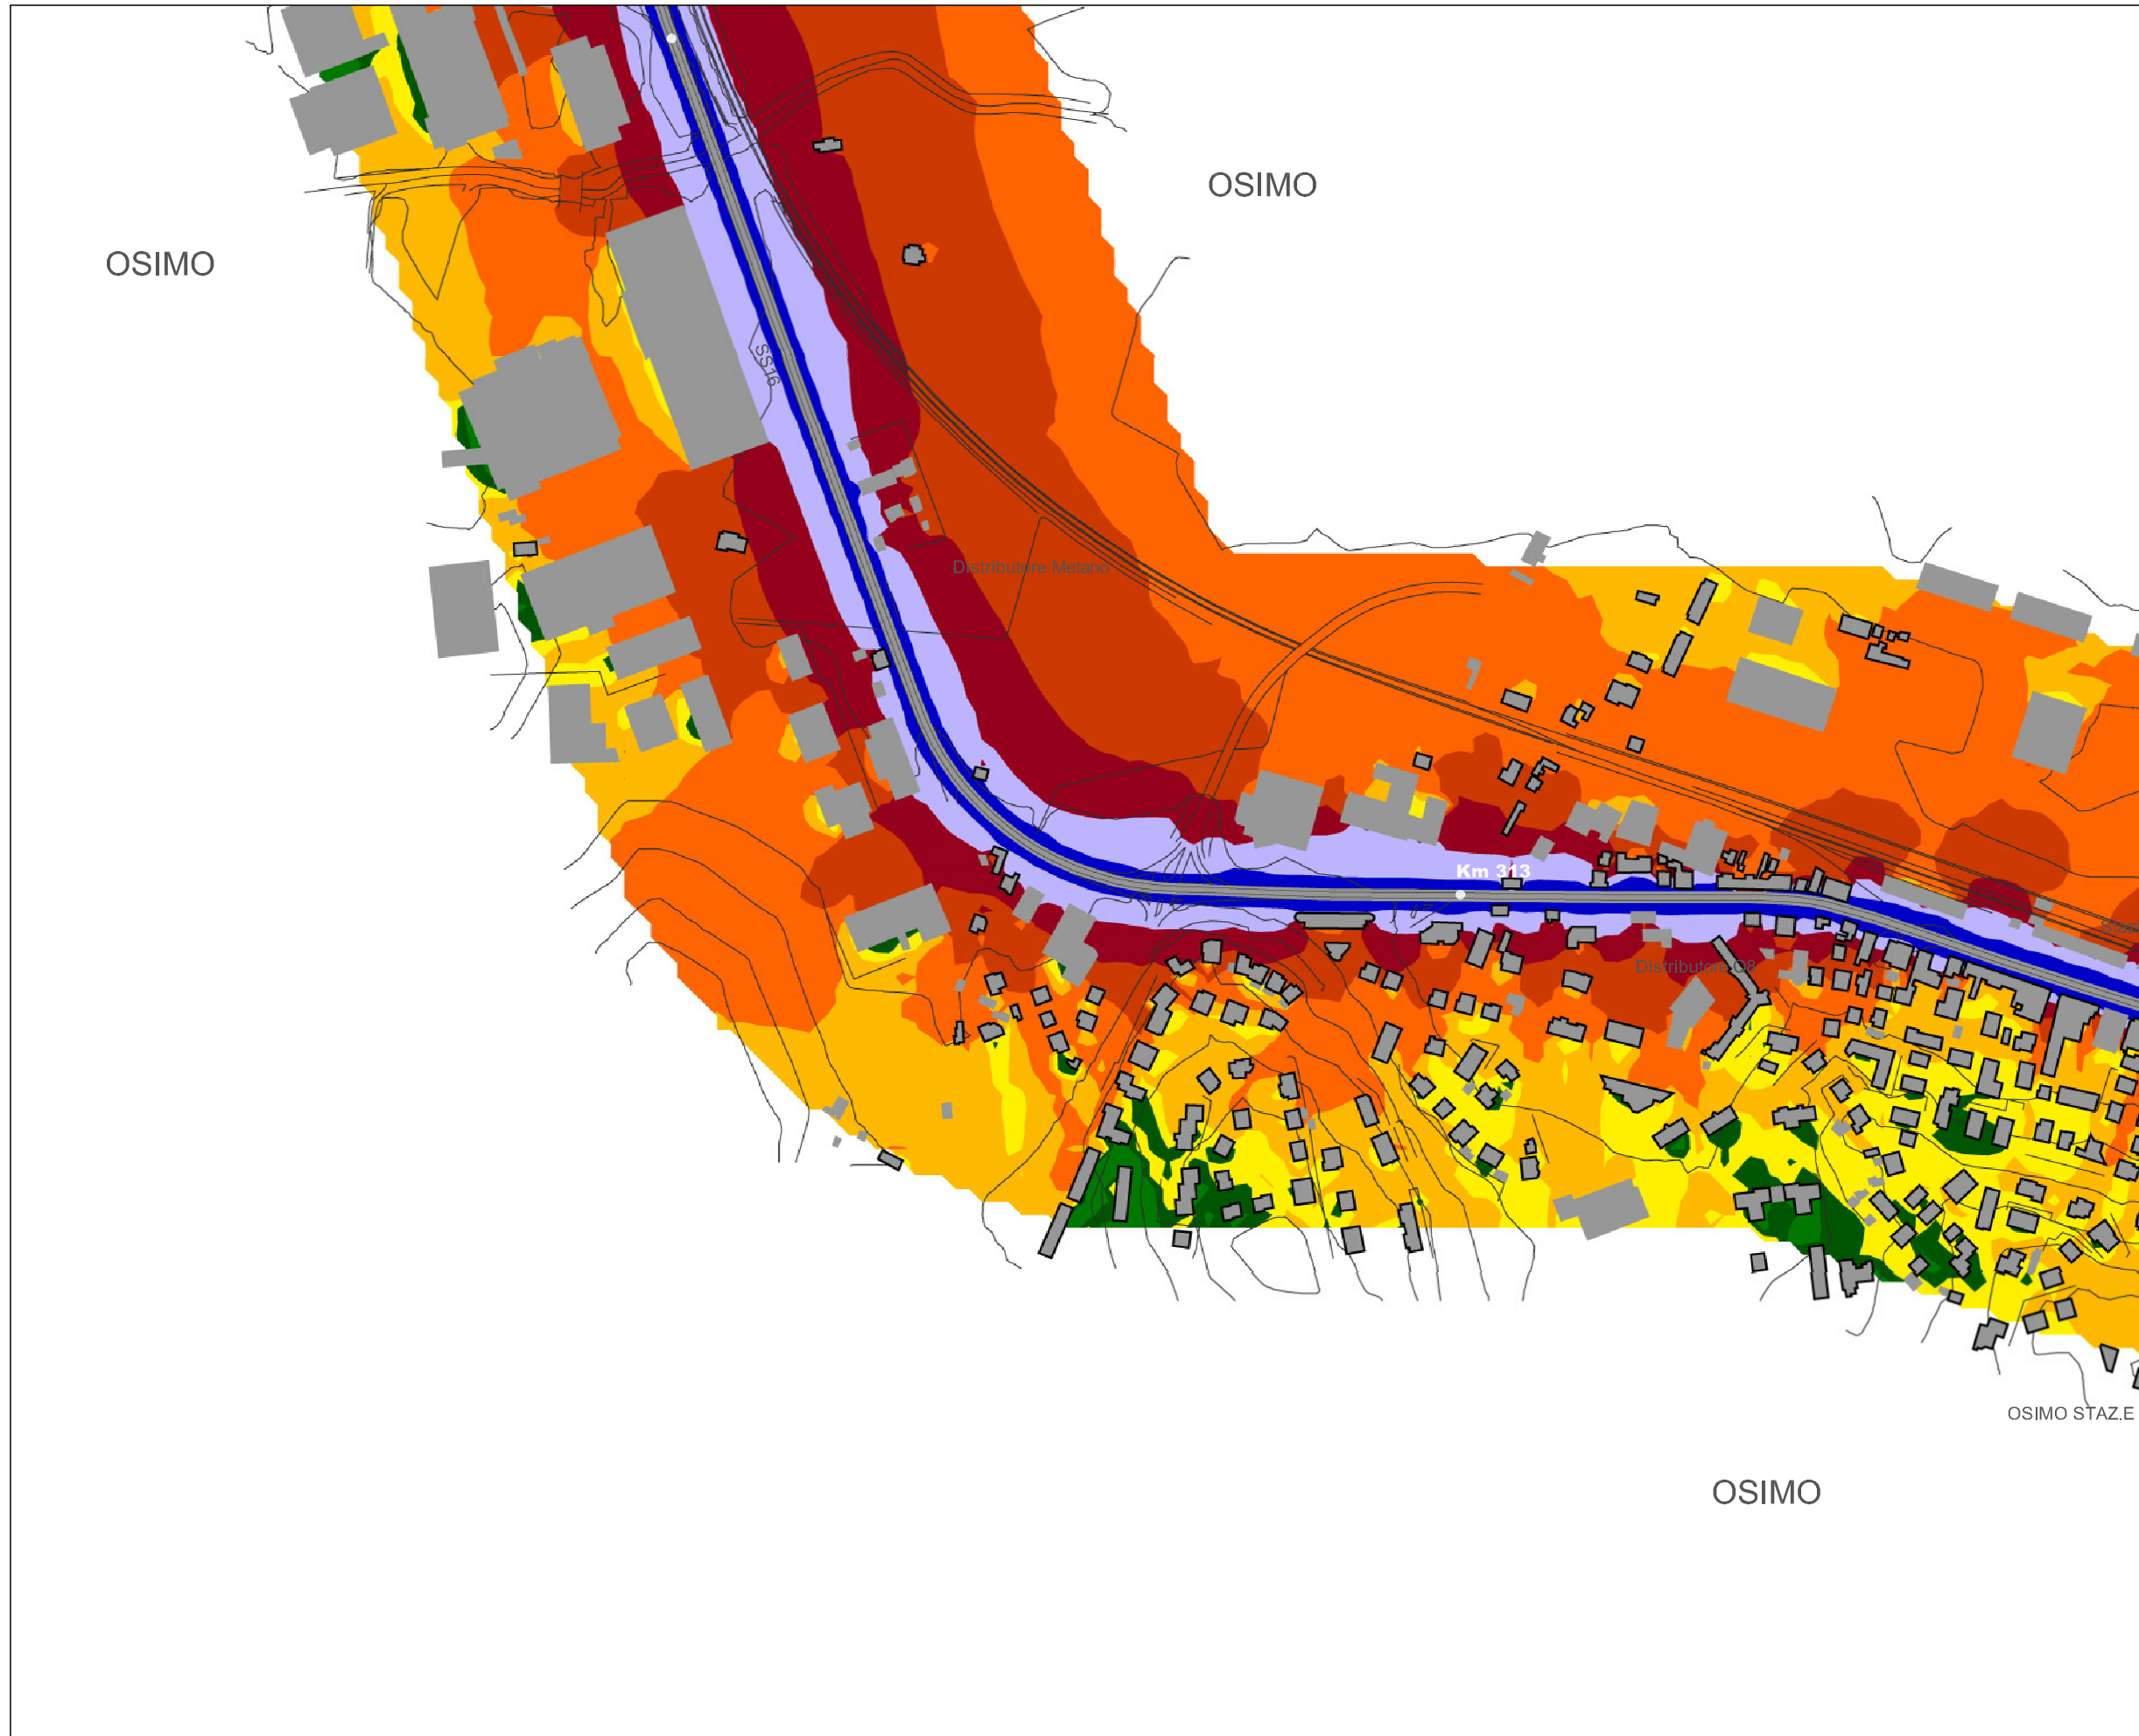 OSIMO
OSIMO
SS16
Distributore Metano
Km 313
Distributore Q8
OSIMO STAZ.E
OSIMO